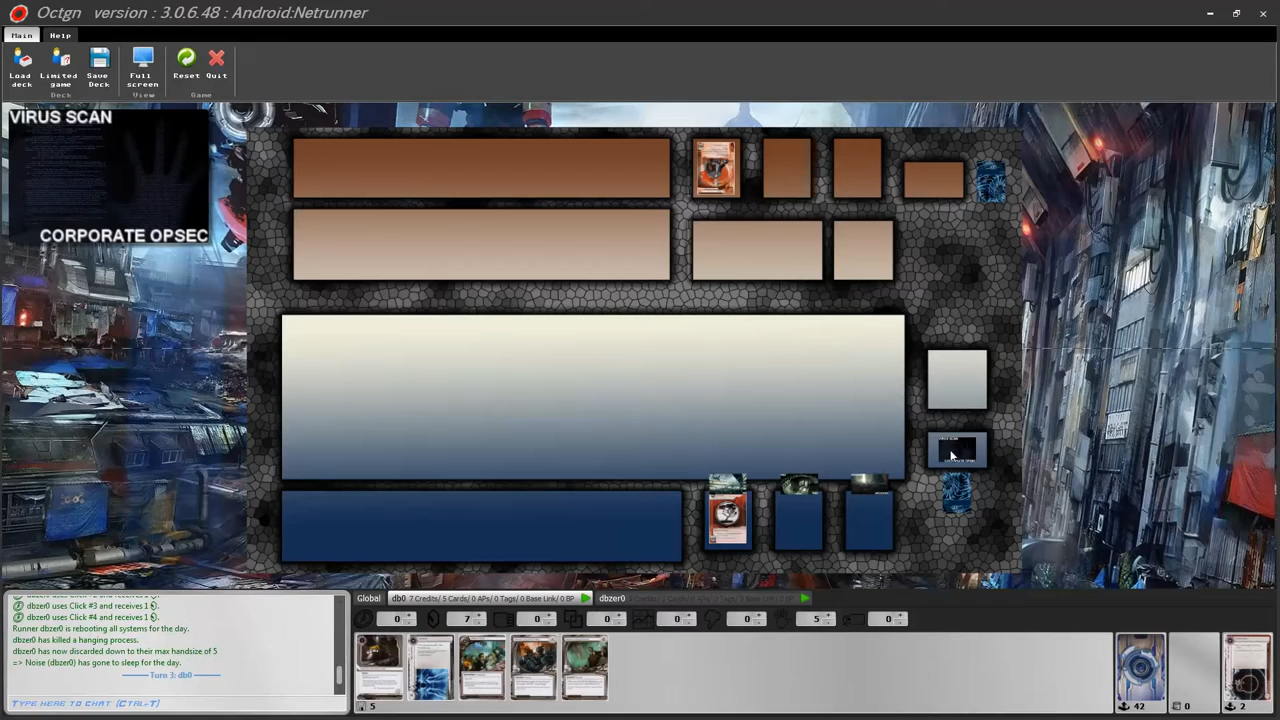 Octgn version : 3.0.6.48 : Android:Netrunner
Main Help
Load deck
Limited game
Save Deck
Full screen
Reset
Quit
Deck
View
Game
VIRUS SCAN
CORPORATE OPSEC
dbzer0 uses Click #3 and receives 1
dbzer0 uses Click #4 and receives 1
Runner dbzer0 is rebooting all systems for the day.
dbzer0 has killed a hanging process.
dbzer0 has now discarded down to their max handsize of 5
=> Noise (dbzer0) has gone to sleep for the day.
Turn 3: db0
TYPE HERE TO CHAT (CTRL+T)
Global
db0 7 Credits/ 5 Cards/ 0 APs/ 0 Tags/ 0 Base Link/ 0 BP
dbzer0
0 7 0 0 0 0 5 0
5
42
0
2